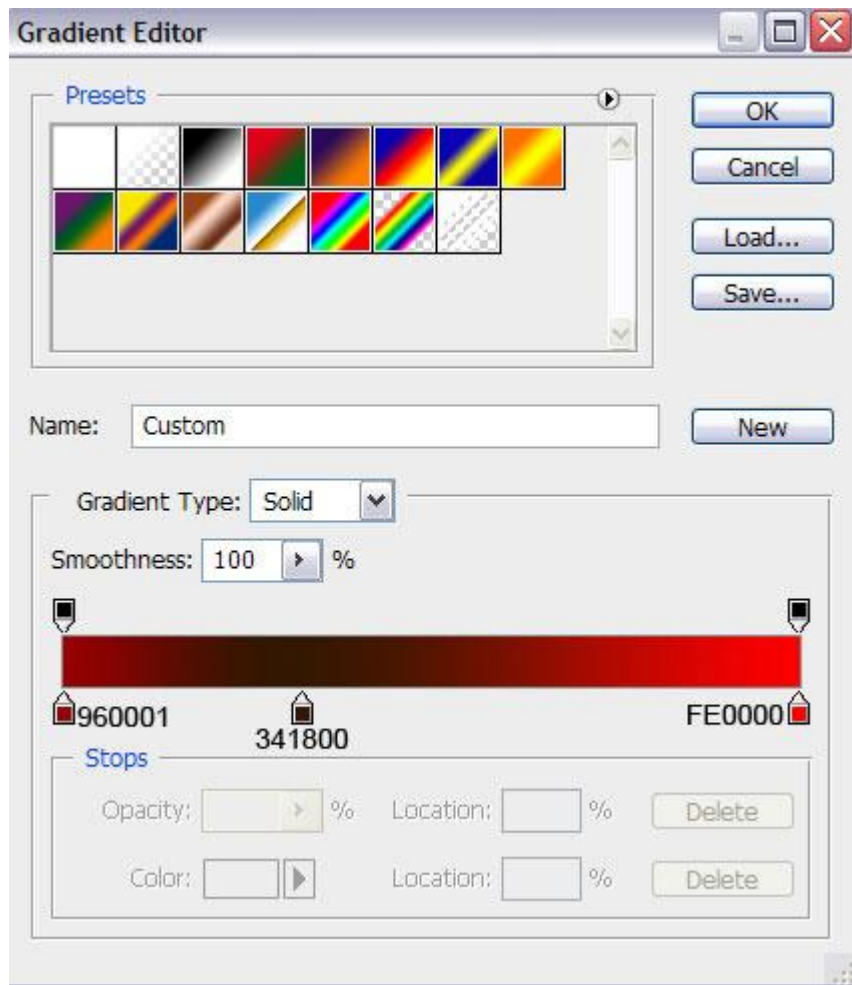 Gradient Editor
Presets
OK
Cancel
Load...
Save...
Name: Custom
New
Gradient Type: Solid
Smoothness: 100 %
960001
341800
FE0000
Stops
Opacity: % Location: % Delete
Color: Location: % Delete